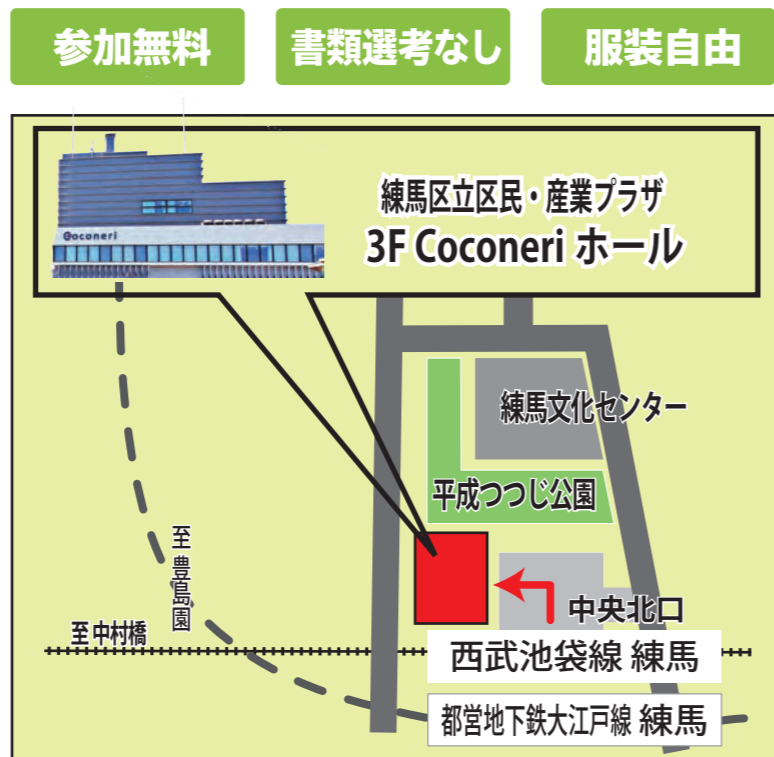 参加無料
書類選考なし
服装自由
練馬区立区民・産業プラザ
3F Coconeri ホール
Coconeri
練馬文化センター
平成つつじ公園
至豊島園
至中村橋
中央北口
西武池袋線 練馬
都営地下鉄大江戸線 練馬